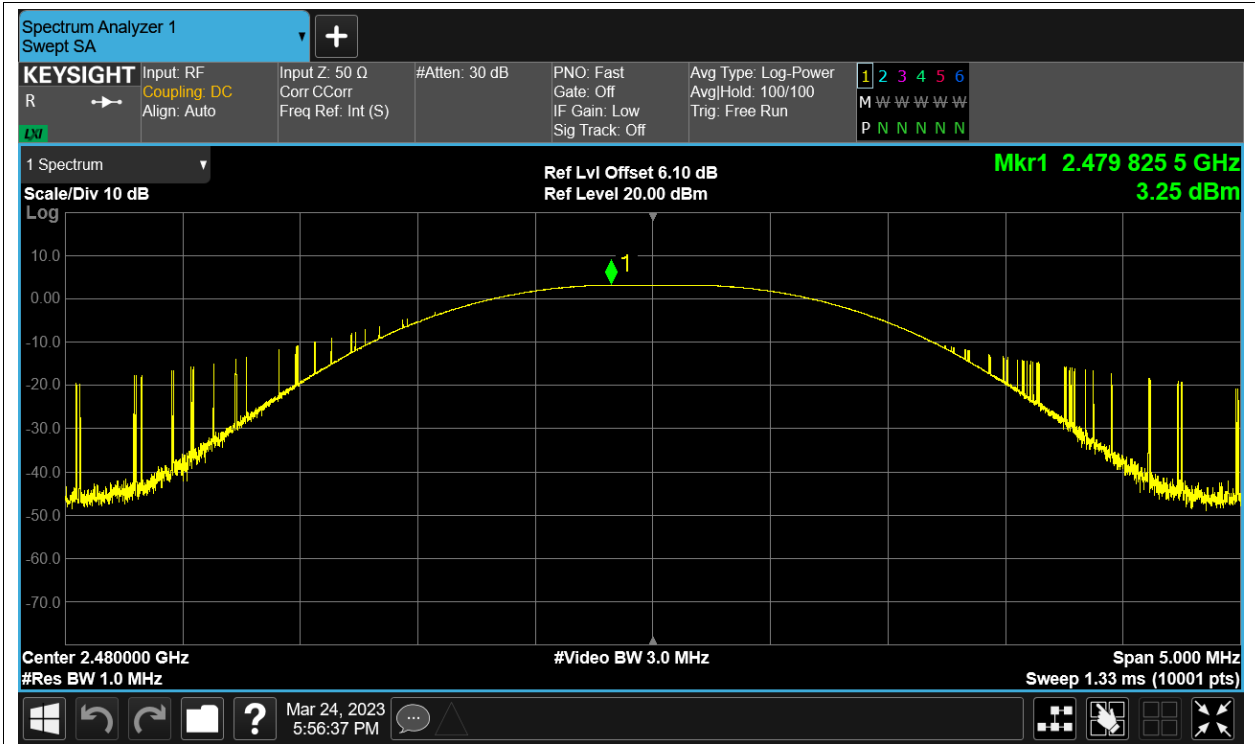 Spectrum Analyzer 1
Swept SA
KEYSIGHT
R
LXI
Input: RF
Coupling: DC
Align: Auto
Input Z: 50 Ω
Corr CCorr
Freq Ref: Int (S)
#Atten: 30 dB
PNO: Fast
Gate: Off
IF Gain: Low
Sig Track: Off
Avg Type: Log-Power
Avg|Hold: 100/100
Trig: Free Run
1 2 3 4 5 6
M W W W W W
P N N N N N
1 Spectrum
Scale/Div 10 dB
Log
Ref Lvl Offset 6.10 dB
Ref Level 20.00 dBm
Mkr1 2.479 825 5 GHz
3.25 dBm
1
10.0
0.00
-10.0
-20.0
-30.0
-40.0
-50.0
-60.0
-70.0
Center 2.480000 GHz
#Res BW 1.0 MHz
#Video BW 3.0 MHz
Span 5.000 MHz
Sweep 1.33 ms (10001 pts)
?
Mar 24, 2023
5:56:37 PM